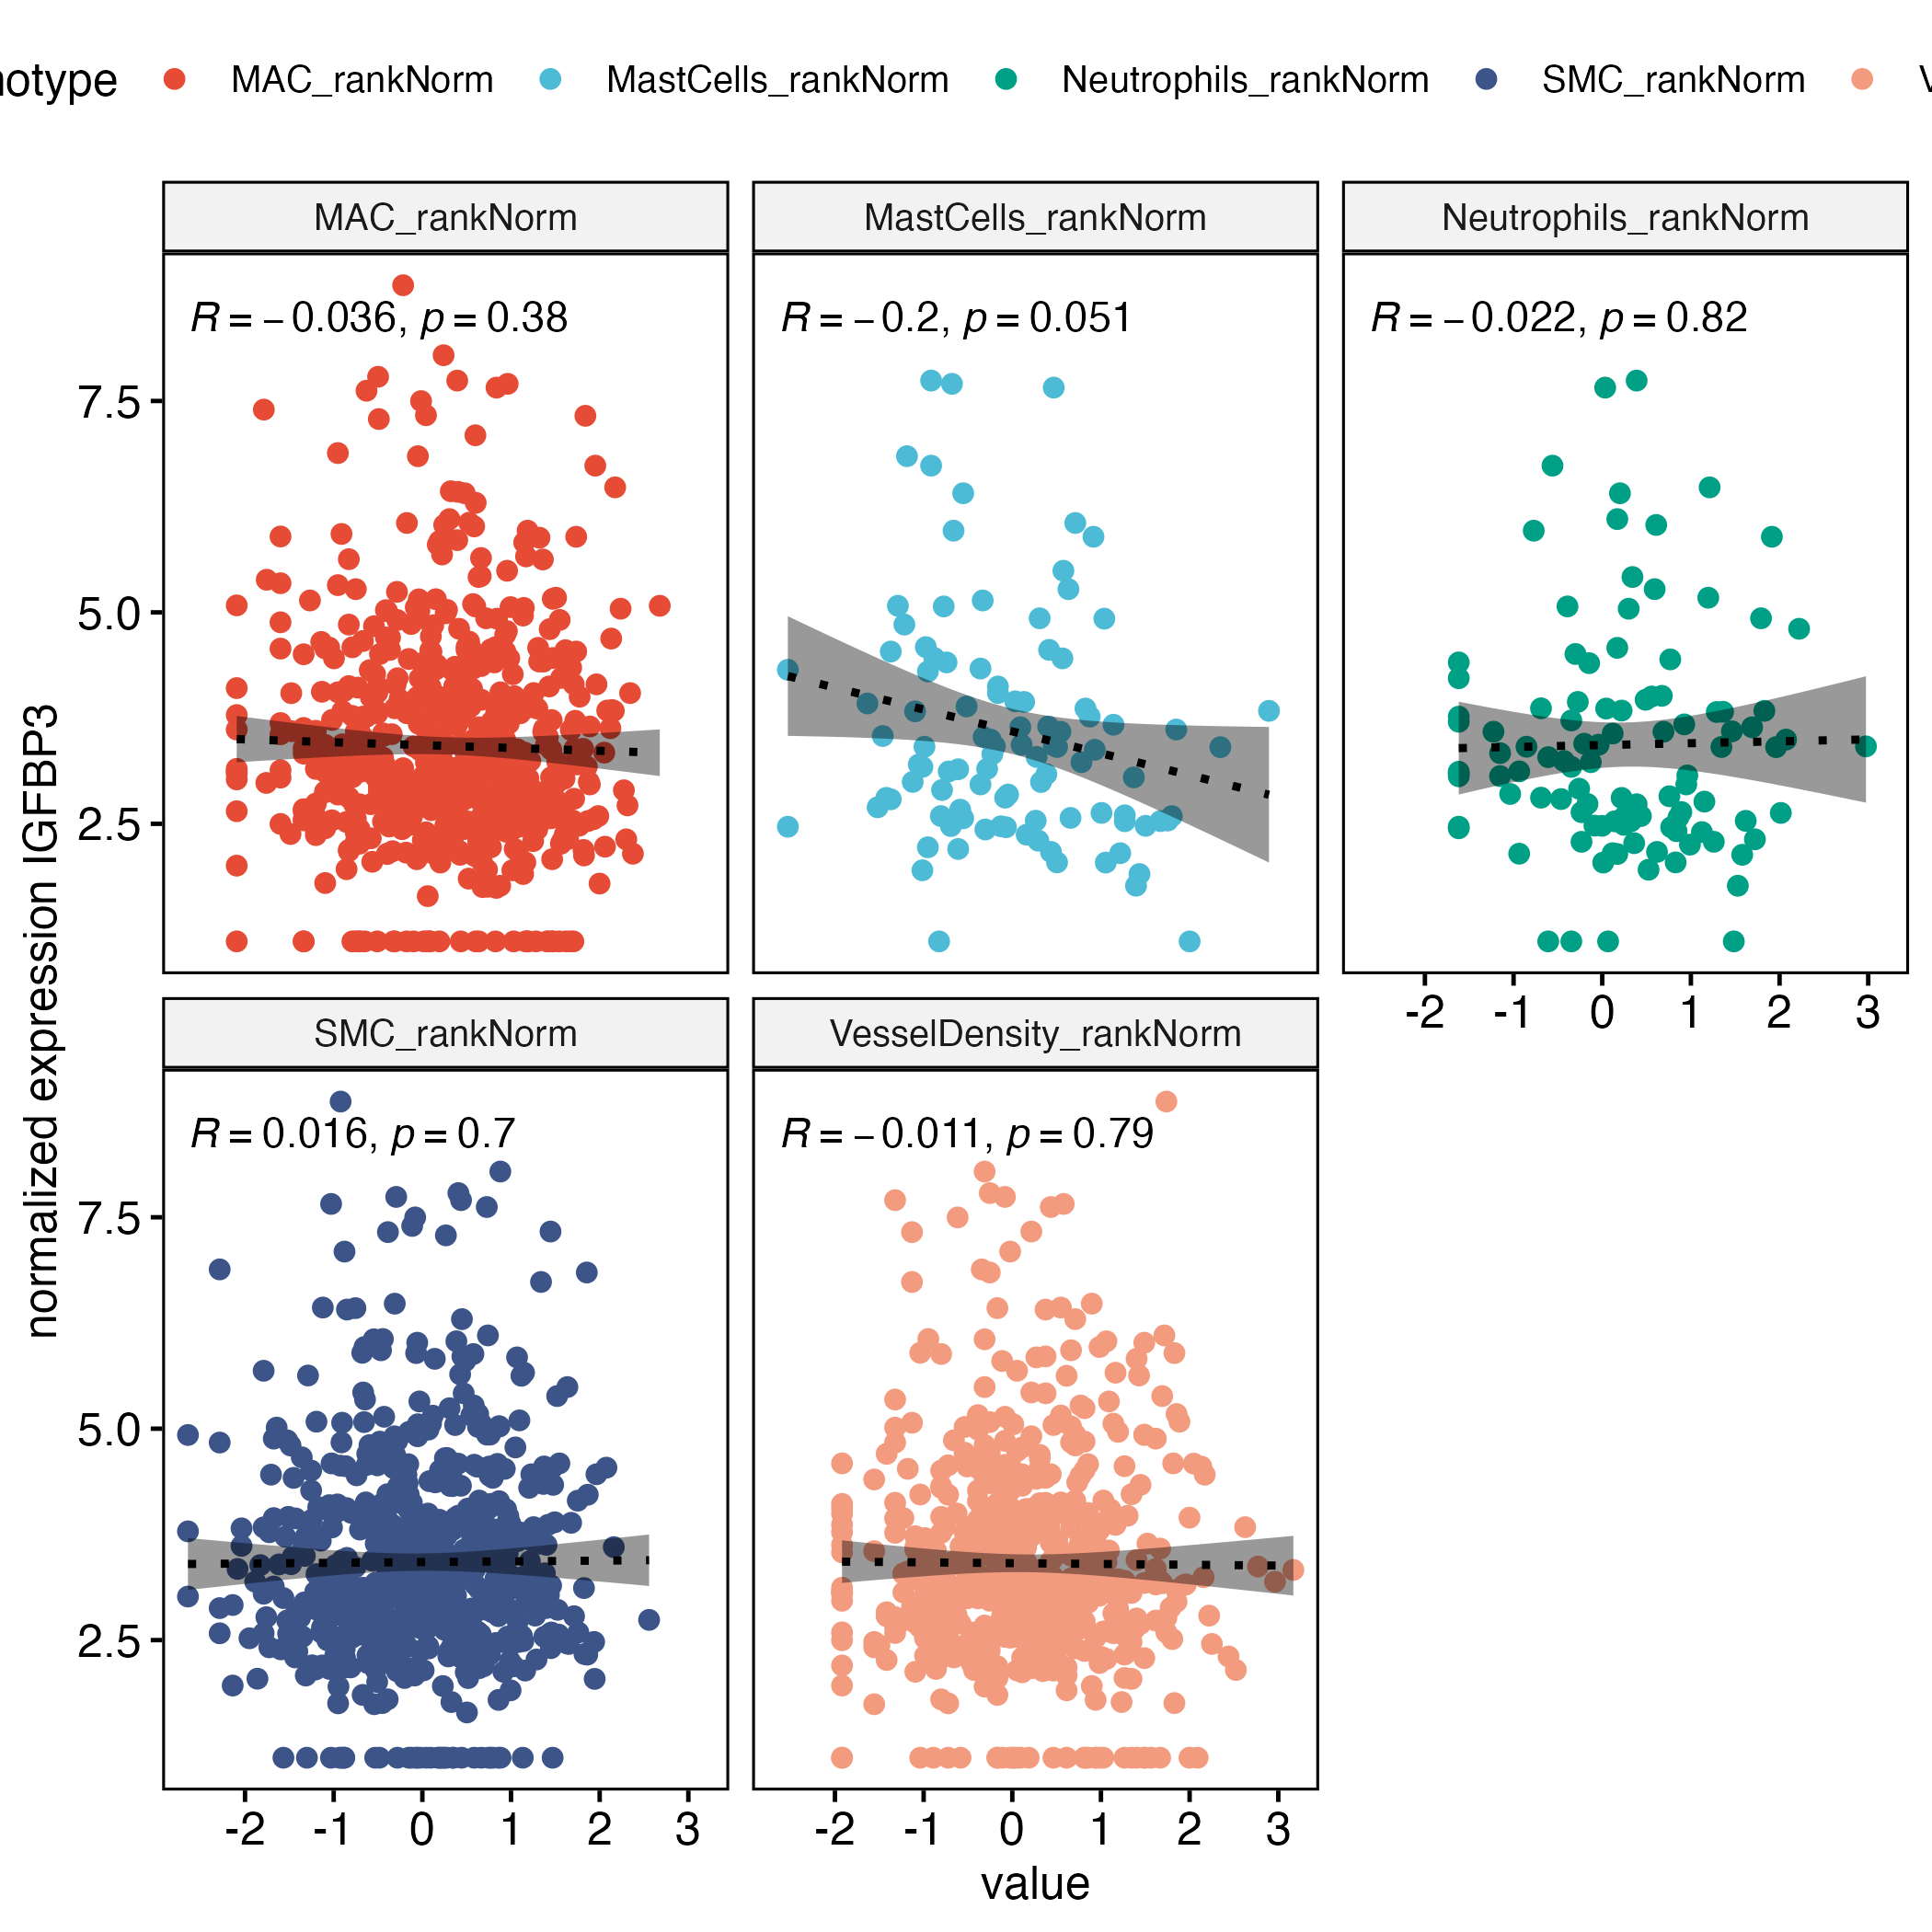 notype MAC_rankNorm MastCells_rankNorm Neutrophils_rankNorm SMC_rankNorm V
MAC_rankNorm MastCells_rankNorm Neutrophils_rankNorm
R = −0.036, p = 0.38 R = −0.2, p = 0.051 R = −0.022, p = 0.82
7.5
5.0
2.5
-2 -1 0 1 2 3
normalized expression IGFBP3
SMC_rankNorm VesselDensity_rankNorm
R = 0.016, p = 0.7 R = −0.011, p = 0.79
7.5
5.0
2.5
-2 -1 0 1 2 3 -2 -1 0 1 2 3
value